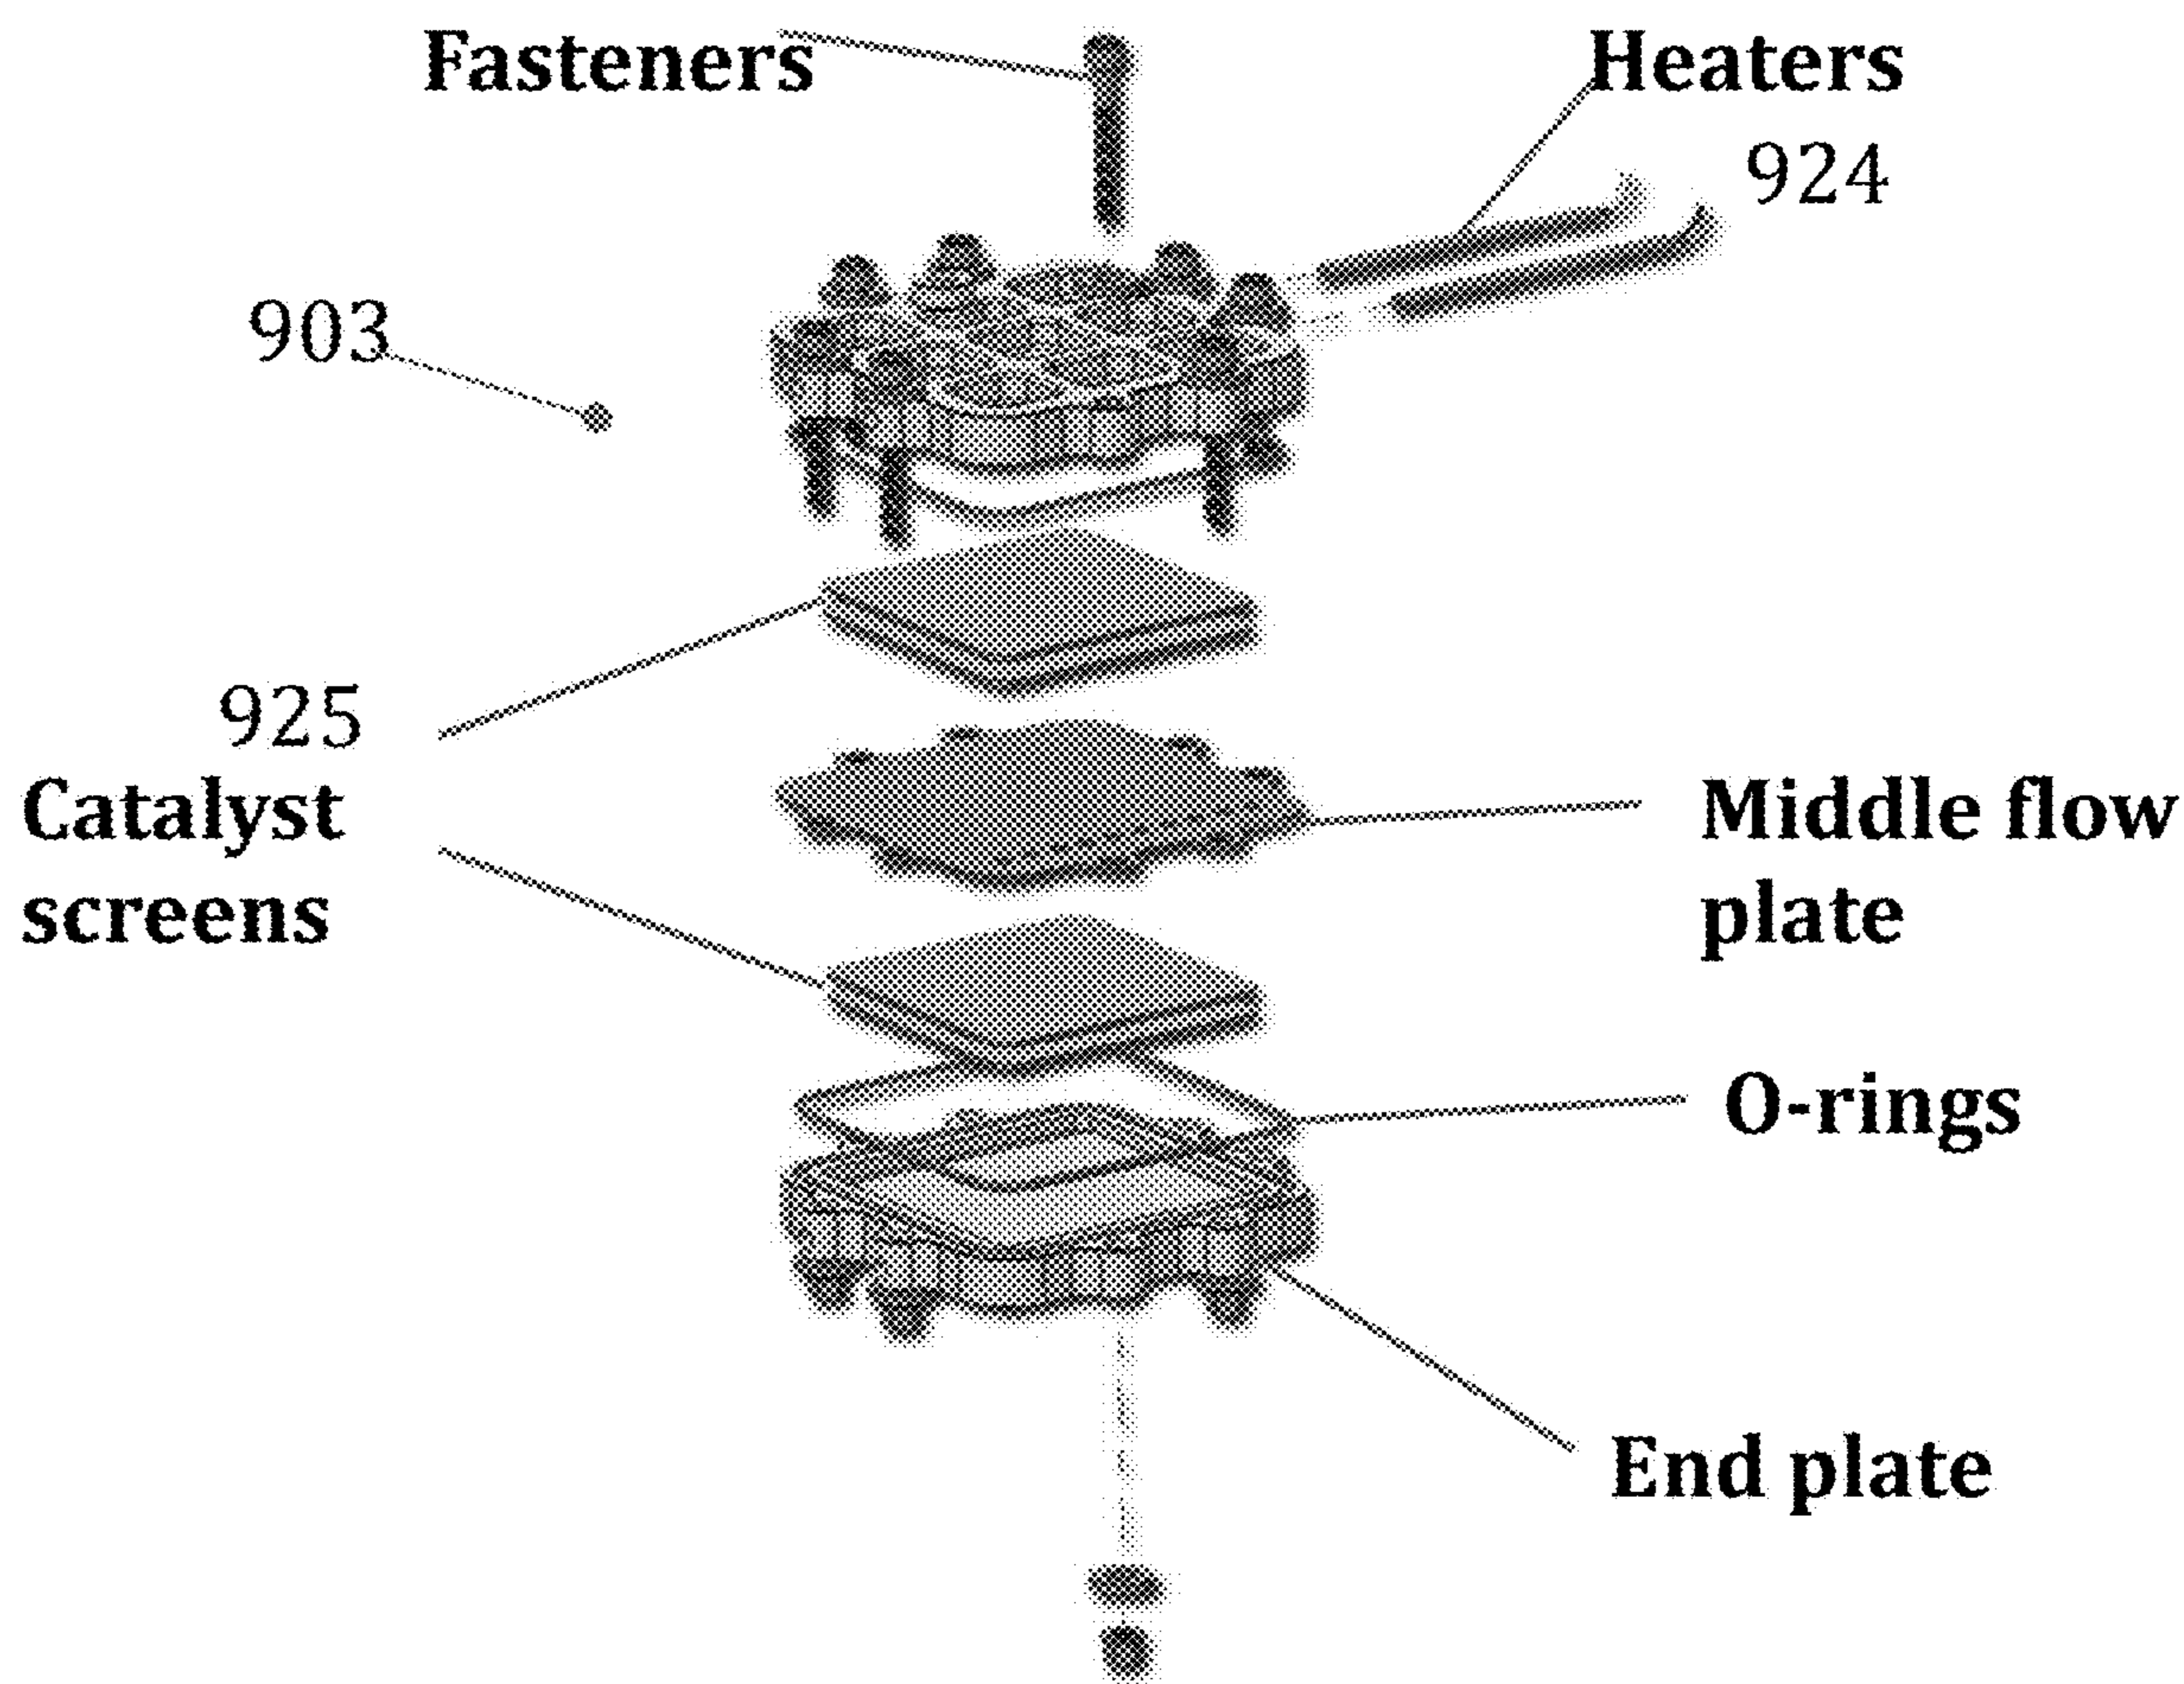 Fasteners
Heaters
924
903
925
Catalyst
screens
Middle flow
plate
O-rings
End plate